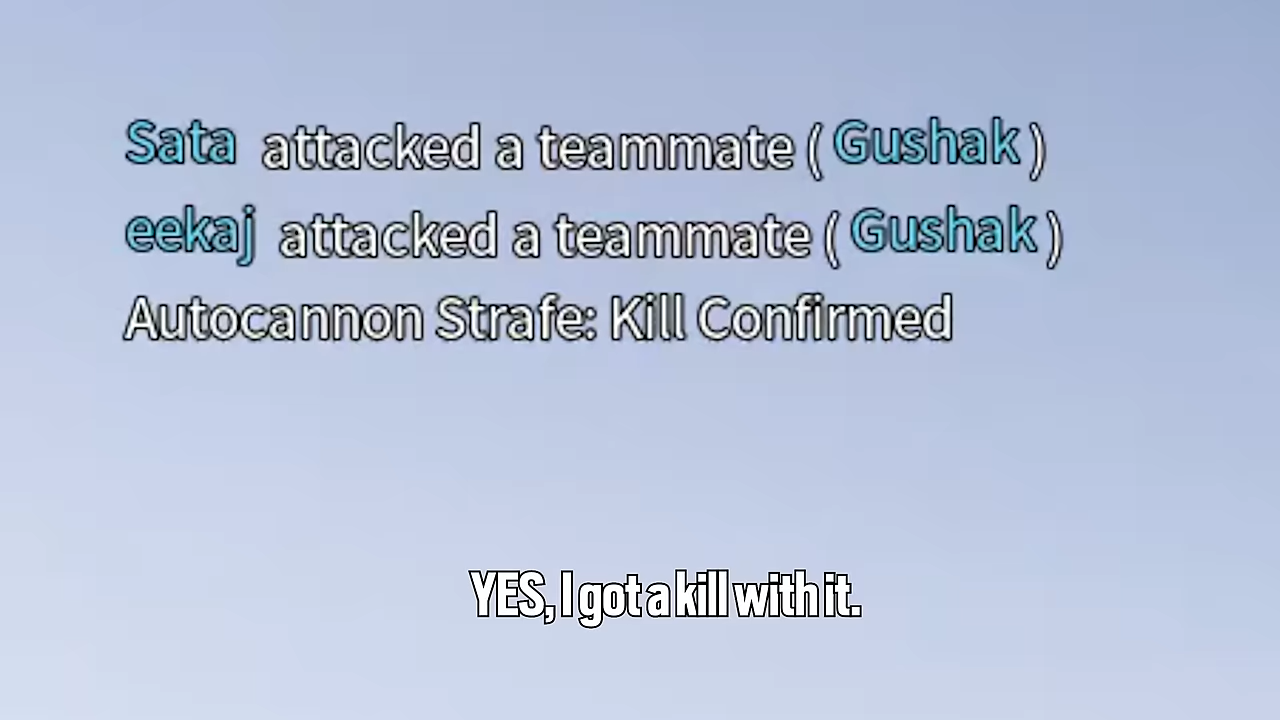 Sata attacked a teammate ( Gushak )
eekaj attacked a teammate ( Gushak )
Autocannon Strafe: Kill Confirmed
YES, I got a kill with it.